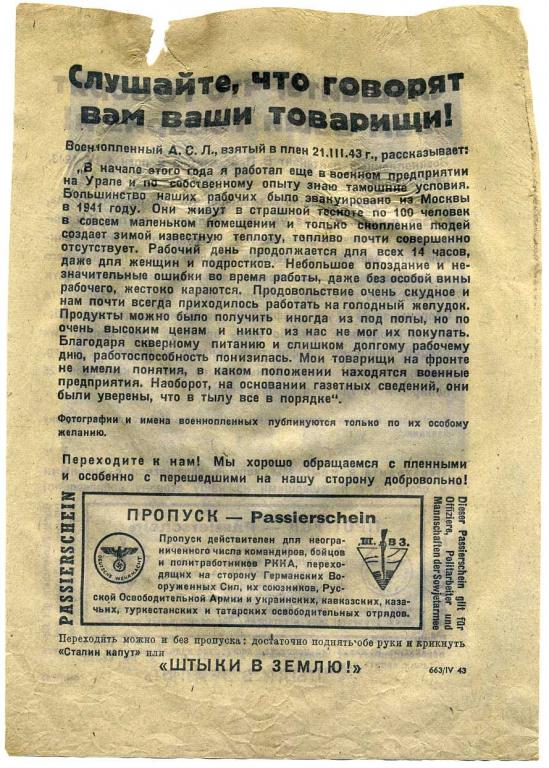 Слушайте, что говорят
вам ваши товарищи!
Военнопленный А. С. Л., взятый в плен 21.III.43 г., рассказывает:
„В начале этого года я работал еще в военном предприятии
на Урале и по собственному опыту знаю тамошние условия.
Большинство наших рабочих было эвакуировано из Москвы
в 1941 году. Они живут в страшной тесноте по 100 человек
в совсем маленьком помещении и только скопление людей
создает зимой известную теплоту, топливо почти совершенно
отсутствует. Рабочий день продолжается для всех 14 часов,
даже для женщин и подростков. Небольшое опоздание и не-
значительные ошибки во время работы, даже без особой вины
рабочего, жестоко караются. Продовольствие очень скудное и
нам почти всегда приходилось работать на голодный желудок.
Продукты можно было получить иногда из под полы, но по
очень высоким ценам и никто из нас не мог их покупать.
Благодаря скверному питанию и слишком долгому рабочему
дню, работоспособность понизилась. Мои товарищи на фронте
не имели понятия, в каком положении находятся военные
предприятия. Наоборот, на основании газетных сведений, они
были уверены, что в тылу все в порядке“.
Фотографии и имена военнопленных публикуются только по их особому
желанию.
Переходите к нам! Мы хорошо обращаемся с пленными
и особенно с перешедшими на нашу сторону добровольно!
PASSIERSCHEIN
ПРОПУСК — Passierschein
Пропуск действителен для неогра-
ниченного числа командиров, бойцов
и политработников РККА, перехо-
дящих на сторону Германских Во-
оруженных Сил, их союзников, Рус-
ской Освободительной Армии и украинских, кавказских, каза-
чьих, туркестанских и татарских освободительных отрядов.
DEUTSCHE WEHRMACHT
Ш. В З.
Dieser Passierschein gilt für
Offiziere, Politarbeiter und
Mannschaften der Sowjetarmee
Переходить можно и без пропуска: достаточно поднять обе руки и крикнуть
«Сталин капут» или
«ШТЫКИ В ЗЕМЛЮ!»
663/IV 43